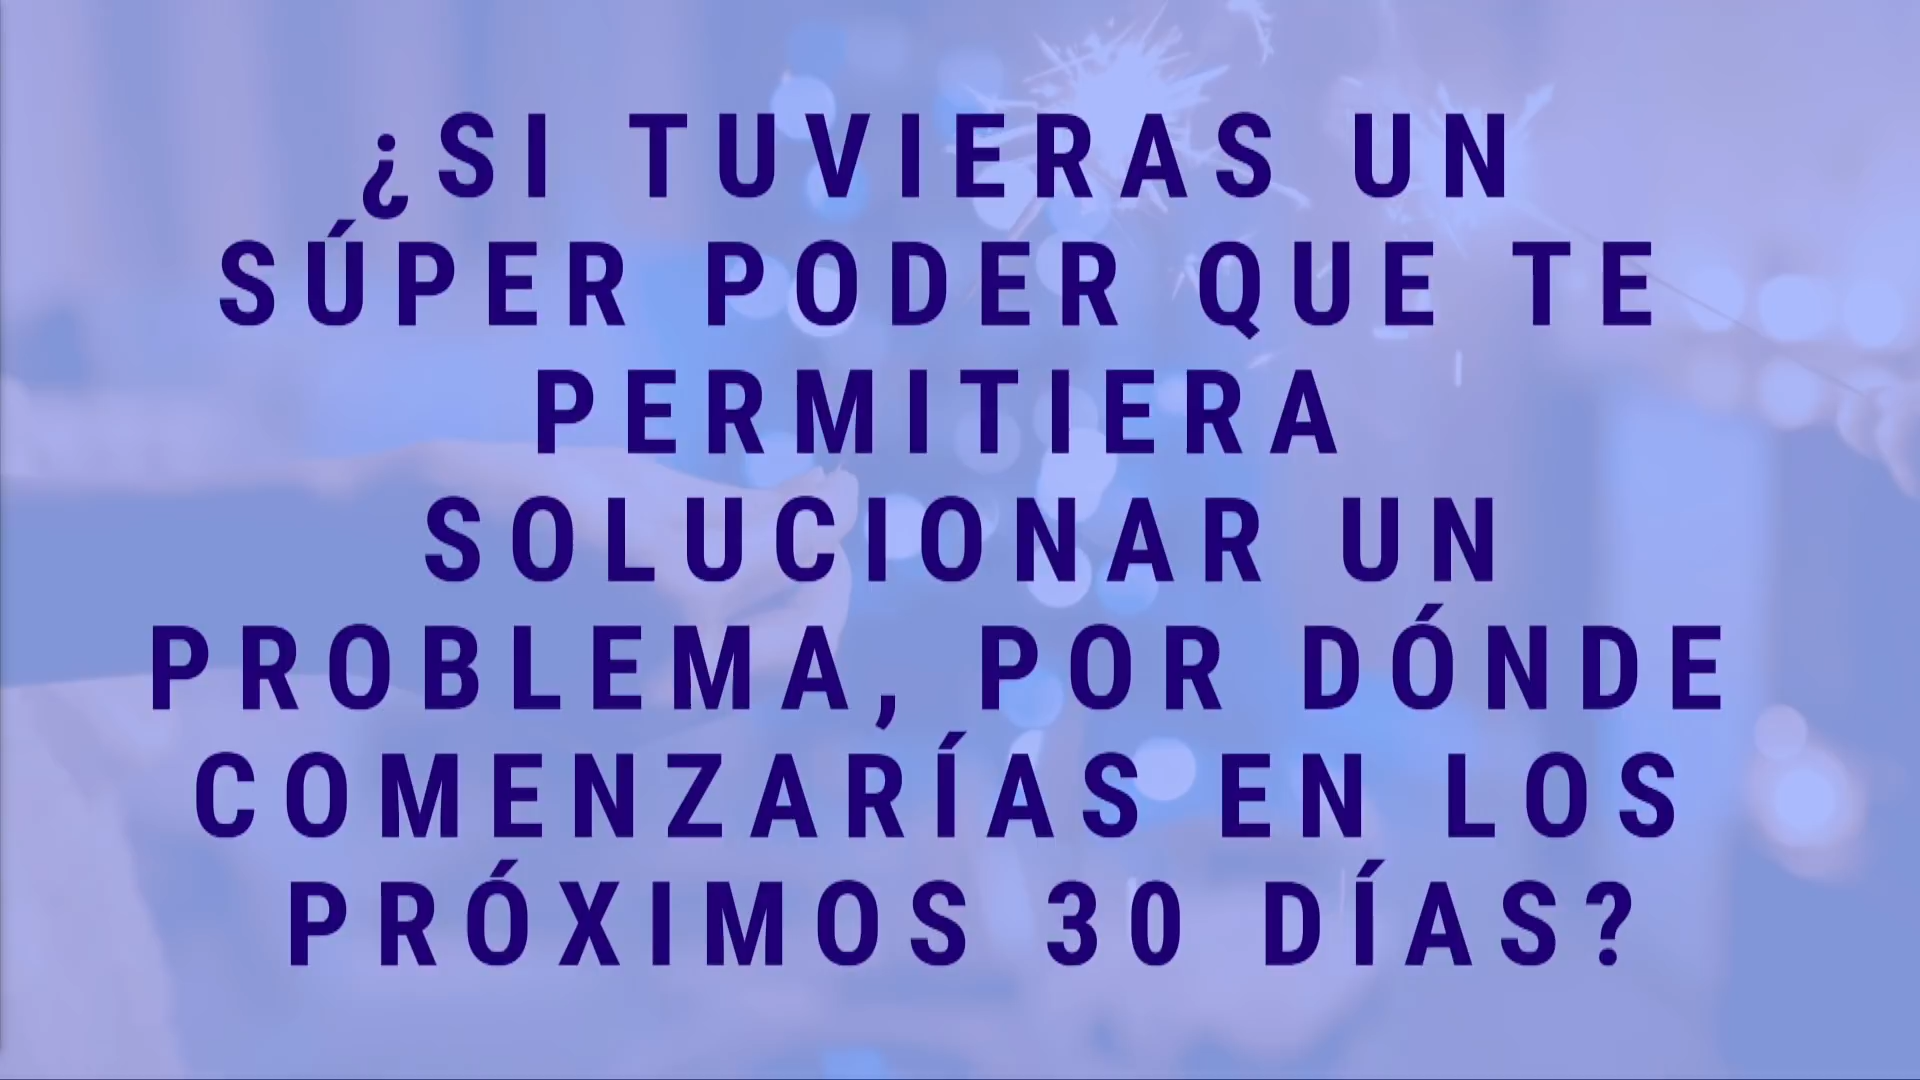 ¿SI TUVIERAS UN
SÚPER PODER QUE TE
PERMITIERA
SOLUCIONAR UN
PROBLEMA, POR DÓNDE
COMENZARÍAS EN LOS
PRÓXIMOS 30 DÍAS?